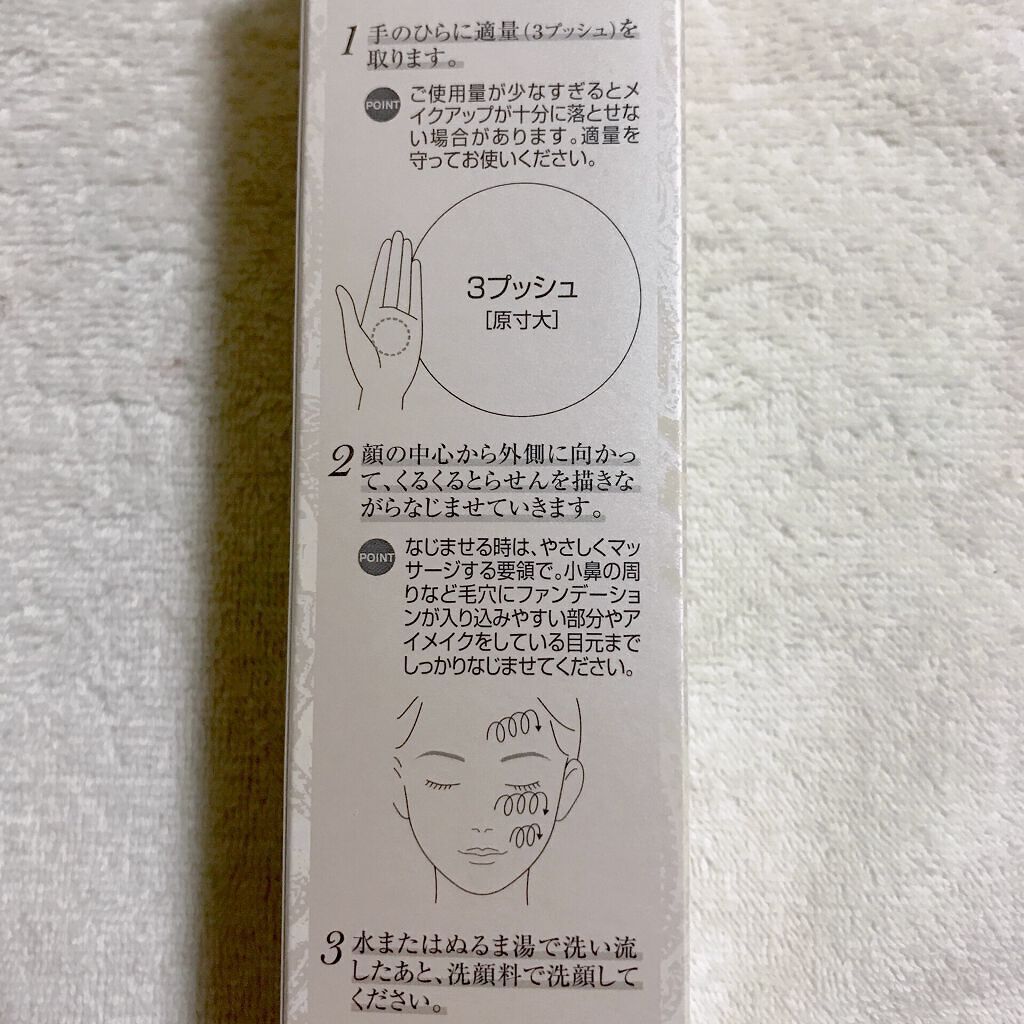 1 手のひらに適量(3プッシュ)を
取ります。
POINT ご使用量が少なすぎるとメ
イクアップが十分に落とせな
い場合があります。適量を
守ってお使いください。
3プッシュ
[原寸大]
2 顔の中心から外側に向かっ
て、くるくるとらせんを描きな
がらなじませていきます。
POINT なじませる時は、やさしくマッ
サージする要領で。小鼻の周
りなど毛穴にファンデーショ
ンが入り込みやすい部分やア
イメイクをしている目元まで
しっかりなじませてください。
3 水またはぬるま湯で洗い流
したあと、洗顔料で洗顔して
ください。